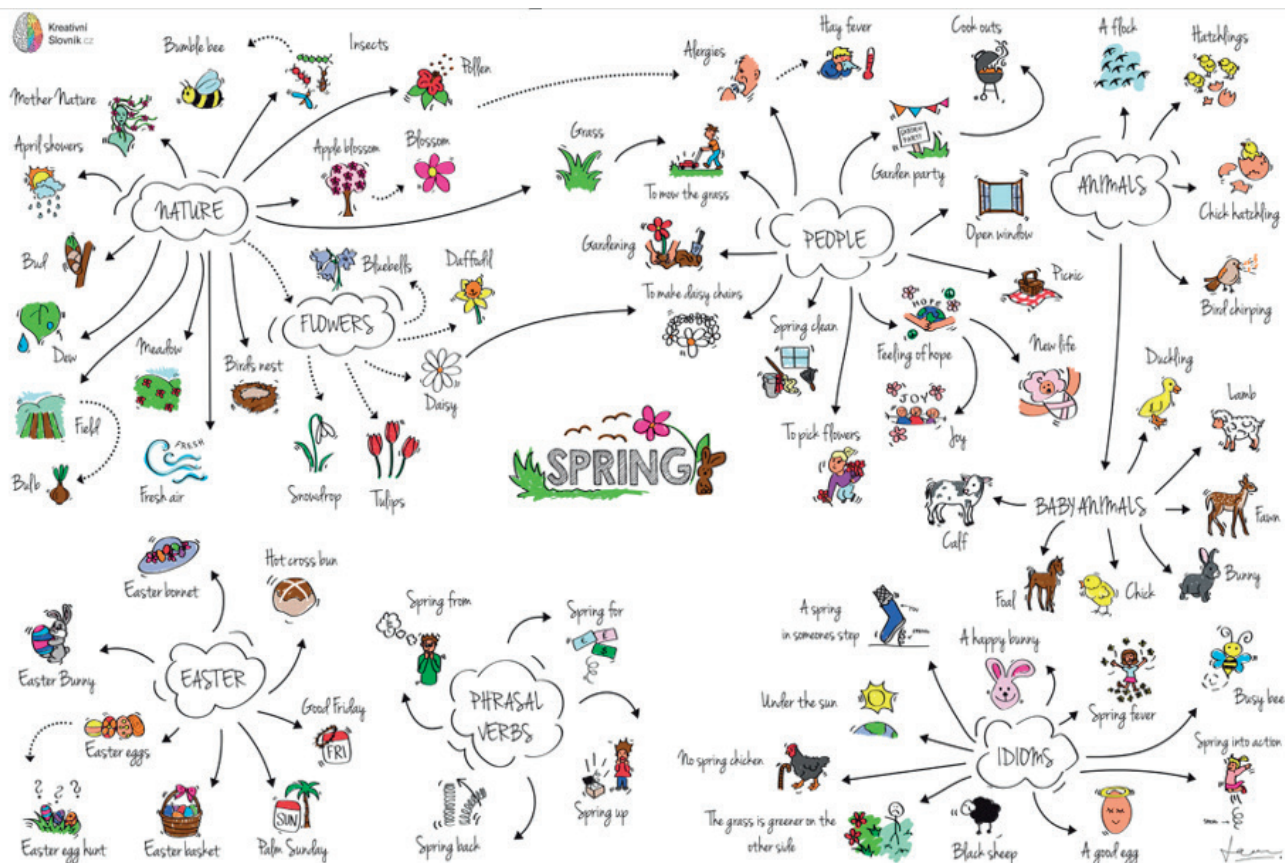 Kreativní
Slovník.cz
Bumble bee
Insects
Pollen
Mother Nature
April showers
Apple blossom
Blossom
NATURE
Bud
Dew
Field
Bulb
Meadow
FRESH
Fresh air
Birds nest
FLOWERS
Bluebells
Daffodil
Daisy
Snowdrop
Tulips
Alergies
Hay fever
Cook outs
Grass
To mow the grass
GARDEN
PARTY
Garden party
PEOPLE
Open window
Gardening
To make daisy chains
Spring clean
Picnic
HOPE
Feeling of hope
New life
JOY
Joy
To pick flowers
SPRING
A flock
Hatchlings
ANIMALS
Chick hatchling
Bird chirping
Duckling
Lamb
BABY ANIMALS
Fawn
Calf
Foal
Chick
Bunny
Easter bonnet
Hot cross bun
Easter Bunny
EASTER
Easter eggs
Good Friday
FRI
? ? ?
Easter egg hunt
Easter basket
SUN
Palm Sunday
Spring from
Spring for
PHRASAL
VERBS
Spring up
Spring back
A spring
in someones step
A happy bunny
Spring fever
Busy bee
Under the sun
IDIOMS
Spring into action
No spring chicken
The grass is greener on the
other side
Black sheep
A good egg